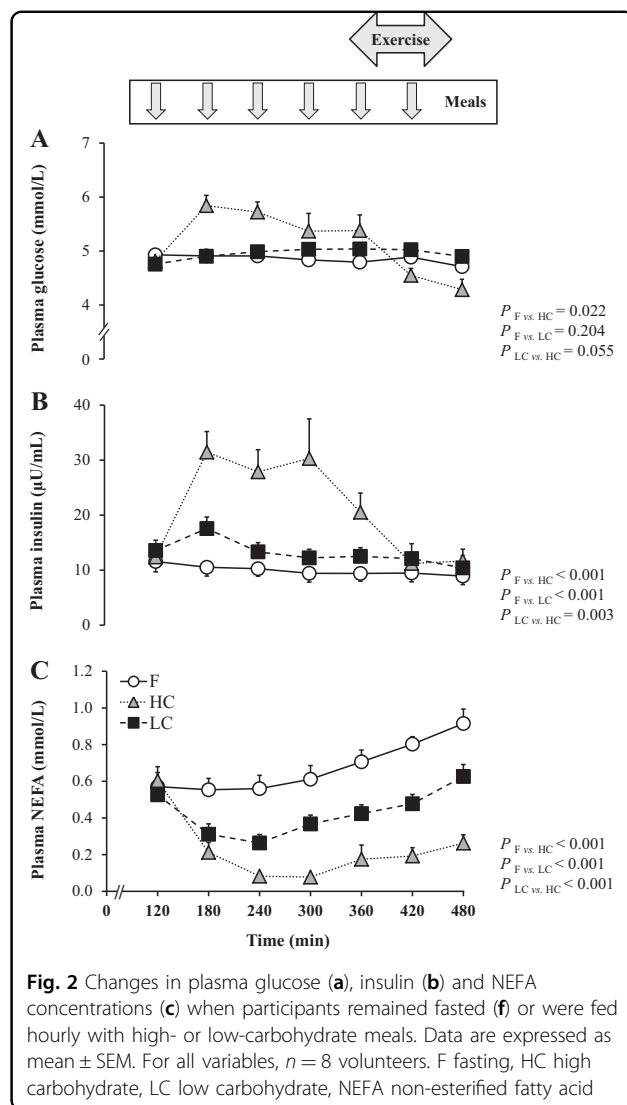 Exercise
Meals
A
Plasma glucose (mmol/L)
7
6
5
4
0
P F vs. HC = 0.022
P F vs. LC = 0.204
P LC vs. HC = 0.055
B
Plasma insulin (µU/mL)
40
30
20
10
0
P F vs. HC < 0.001
P F vs. LC < 0.001
P LC vs. HC = 0.003
C
Plasma NEFA (mmol/L)
1.2
1.0
0.8
0.6
0.4
0.2
0.0
F
HC
LC
P F vs. HC < 0.001
P F vs. LC < 0.001
P LC vs. HC < 0.001
0 120 180 240 300 360 420 480
Time (min)
Fig. 2 Changes in plasma glucose (a), insulin (b) and NEFA
concentrations (c) when participants remained fasted (f) or were fed
hourly with high- or low-carbohydrate meals. Data are expressed as
mean ± SEM. For all variables, n = 8 volunteers. F fasting, HC high
carbohydrate, LC low carbohydrate, NEFA non-esterified fatty acid